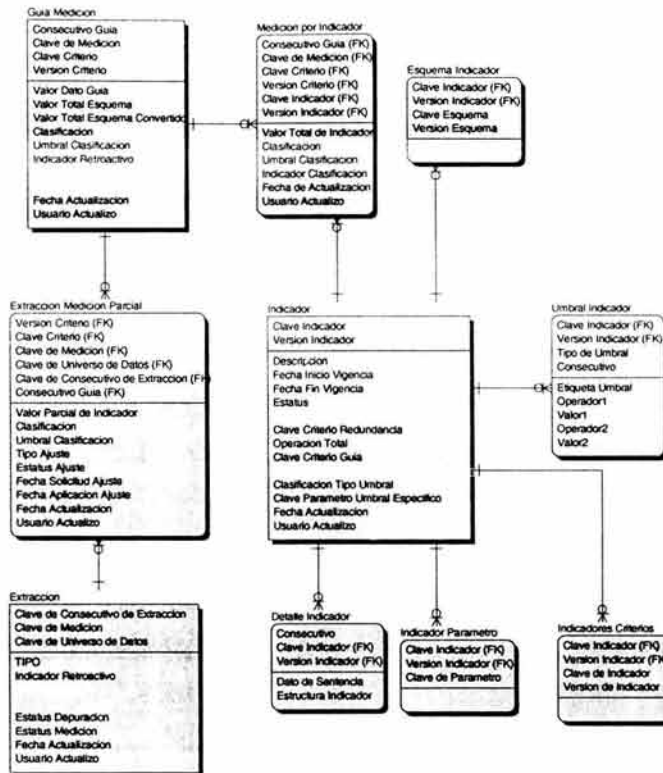 Guia Medicion
Consecutivo Guia
Clave de Medicion
Clave Criterio
Version Criterio
Valor Dato Guia
Valor Total Esquema
Valor Total Esquema Convertido
Clasificacion
Umbral Clasificacion
Indicador Retroactivo
Fecha Actualizacion
Usuario Actualizo
Medicion por Indicador
Consecutivo Guia (FK)
Clave de Medicion (FK)
Clave Criterio (FK)
Version Criterio (FK)
Clave Indicador (FK)
Version Indicador (FK)
Valor Total de Indicador
Clasificacion
Umbral Clasificacion
Indicador Clasificacion
Fecha de Actualizacion
Usuario Actualizo
Esquema Indicador
Clave Indicador (FK)
Version Indicador (FK)
Clave Esquema
Version Esquema
Extraccion Medicion Parcial
Version Criterio (FK)
Clave Criterio (FK)
Clave de Medicion (FK)
Clave de Universo de Datos (FK)
Clave de Consecutivo de Extraccion (FK)
Consecutivo Guia (FK)
Valor Parcial de Indicador
Clasificacion
Umbral Clasificacion
Tipo Ajuste
Estatus Ajuste
Fecha Solicitud Ajuste
Fecha Aplicacion Ajuste
Fecha Actualizacion
Usuario Actualizo
Indicador
Clave Indicador
Version Indicador
Descripcion
Fecha Inicio Vigencia
Fecha Fin Vigencia
Estatus
Clave Criterio Redundancia
Operacion Total
Clave Criterio Guia
Clasificacion Tipo Umbral
Clave Parametro Umbral Especifico
Fecha Actualizacion
Usuario Actualizo
Umbral Indicador
Clave Indicador (FK)
Version Indicador (FK)
Tipo de Umbral
Consecutivo
Etiqueta Umbral
Operador1
Valor1
Operador2
Valor2
Extraccion
Clave de Consecutivo de Extraccion
Clave de Medicion
Clave de Universo de Datos
TIPO
Indicador Retroactivo
Estatus Depuracion
Estatus Medicion
Fecha Actualizacion
Usuario Actualizo
Detalle Indicador
Consecutivo
Clave Indicador (FK)
Version Indicador (FK)
Dato de Sentencia
Estructura Indicador
Indicador Parametro
Clave Indicador (FK)
Version Indicador (FK)
Clave de Parametro
Indicadores Criterios
Clave Indicador (FK)
Version Indicador (FK)
Clave de Indicador
Version de Indicador